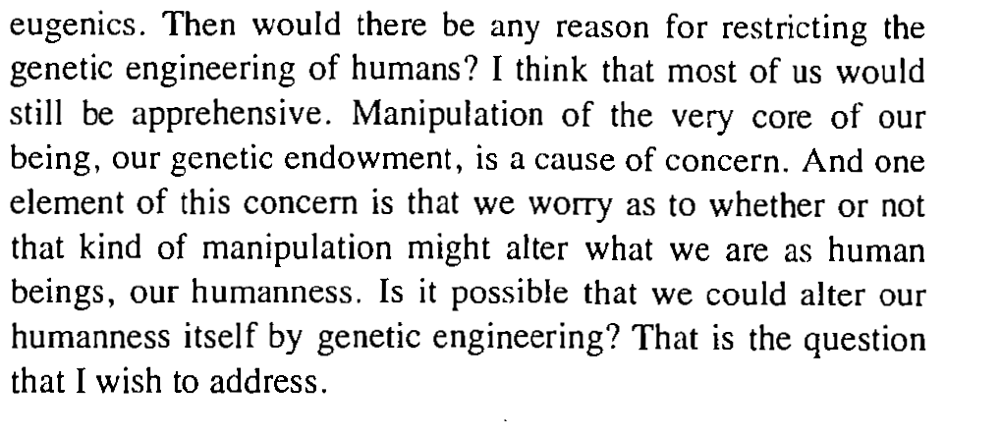 eugenics. Then would there be any reason for restricting the
genetic engineering of humans? I think that most of us would
still be apprehensive. Manipulation of the very core of our
being, our genetic endowment, is a cause of concern. And one
element of this concern is that we worry as to whether or not
that kind of manipulation might alter what we are as human
beings, our humanness. Is it possible that we could alter our
humanness itself by genetic engineering? That is the question
that I wish to address.